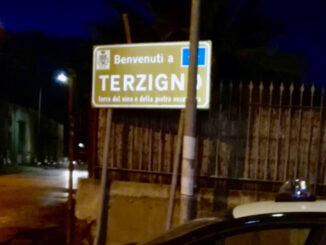 Benvenuti a
TERZIGNO
terra del vino e della pietra